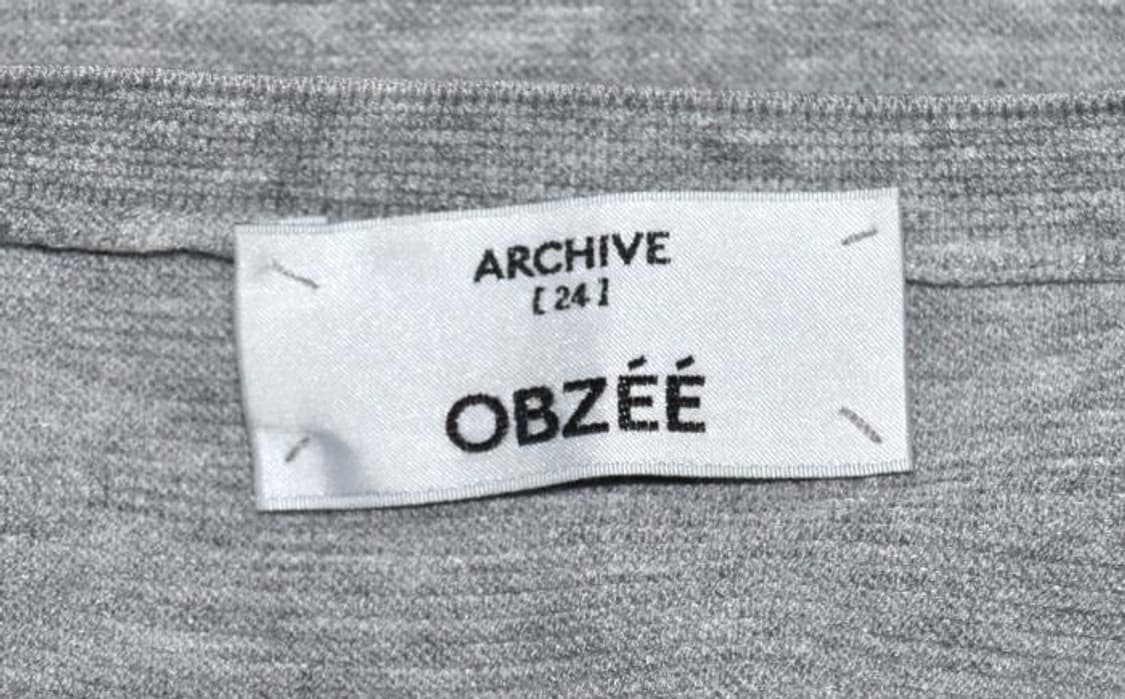 ARCHIVE
[ 24 ]
OBZÉÉ